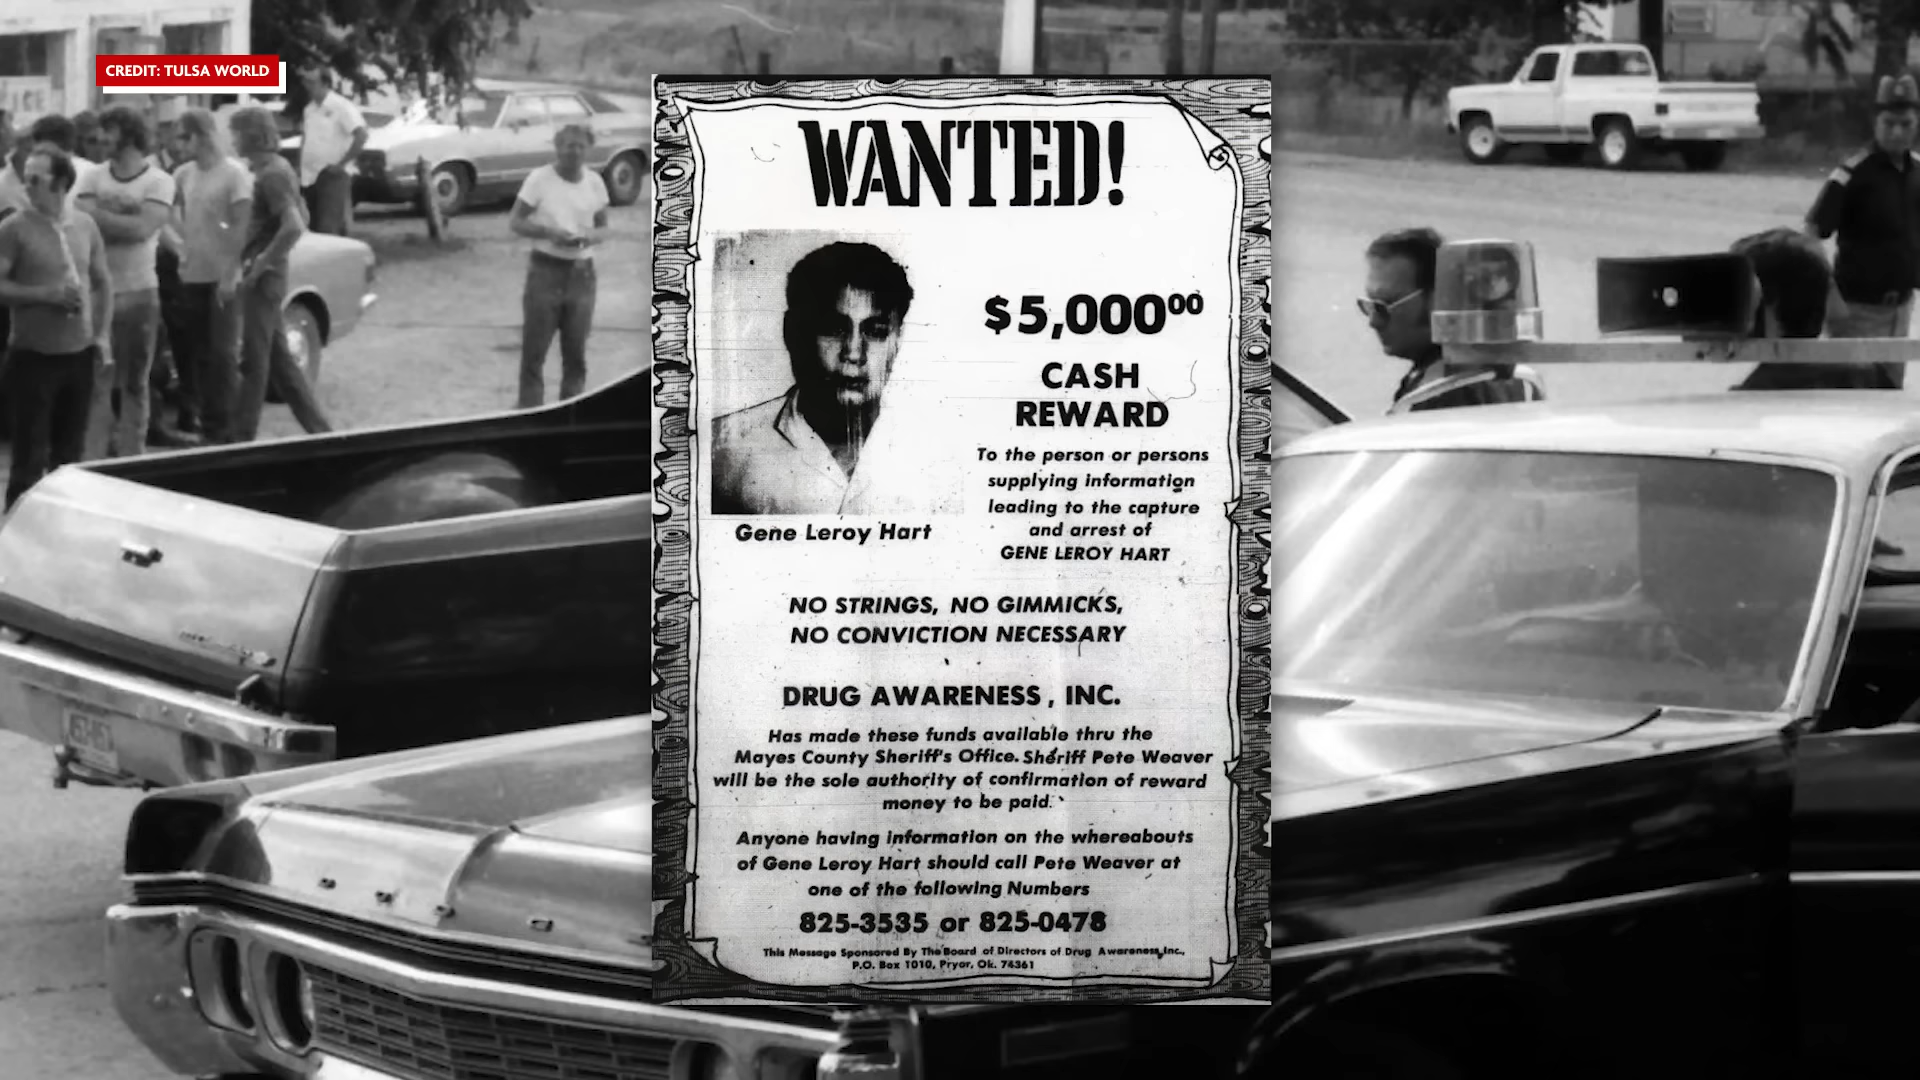 CREDIT: TULSA WORLD
WANTED!
$5,000⁰⁰
CASH
REWARD
To the person or persons
supplying information
leading to the capture
and arrest of
GENE LEROY HART
Gene Leroy Hart
NO STRINGS, NO GIMMICKS,
NO CONVICTION NECESSARY
DRUG AWARENESS, INC.
Has made these funds available thru the
Mayes County Sheriff's Office. Sheriff Pete Weaver
will be the sole authority of confirmation of reward
money to be paid.
Anyone having information on the whereabouts
of Gene Leroy Hart should call Pete Weaver at
one of the following Numbers
825-3535 or 825-0478
This Message Sponsored By The Board of Directors of Drug Awareness, Inc.,
P.O. Box 1010, Pryor, Ok. 74361